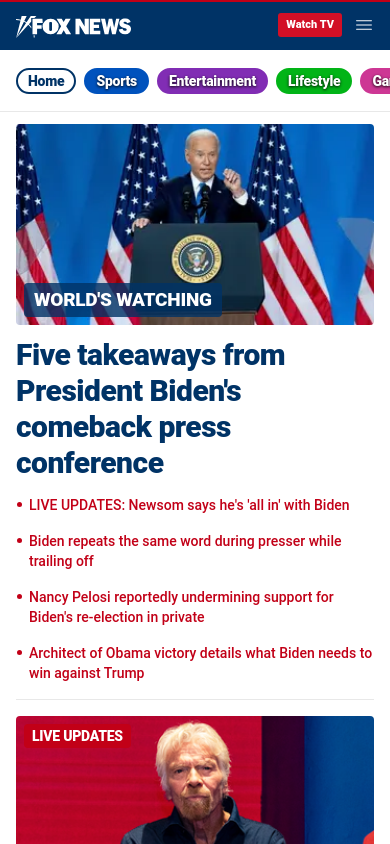 FOX NEWS
Watch TV
Home
Sports
Entertainment
Lifestyle
WORLD'S WATCHING
Five takeaways from
President Biden's
comeback press
conference
LIVE UPDATES: Newsom says he's 'all in' with Biden
Biden repeats the same word during presser while
trailing off
Nancy Pelosi reportedly undermining support for
Biden's re-election in private
Architect of Obama victory details what Biden needs to
win against Trump
LIVE UPDATES